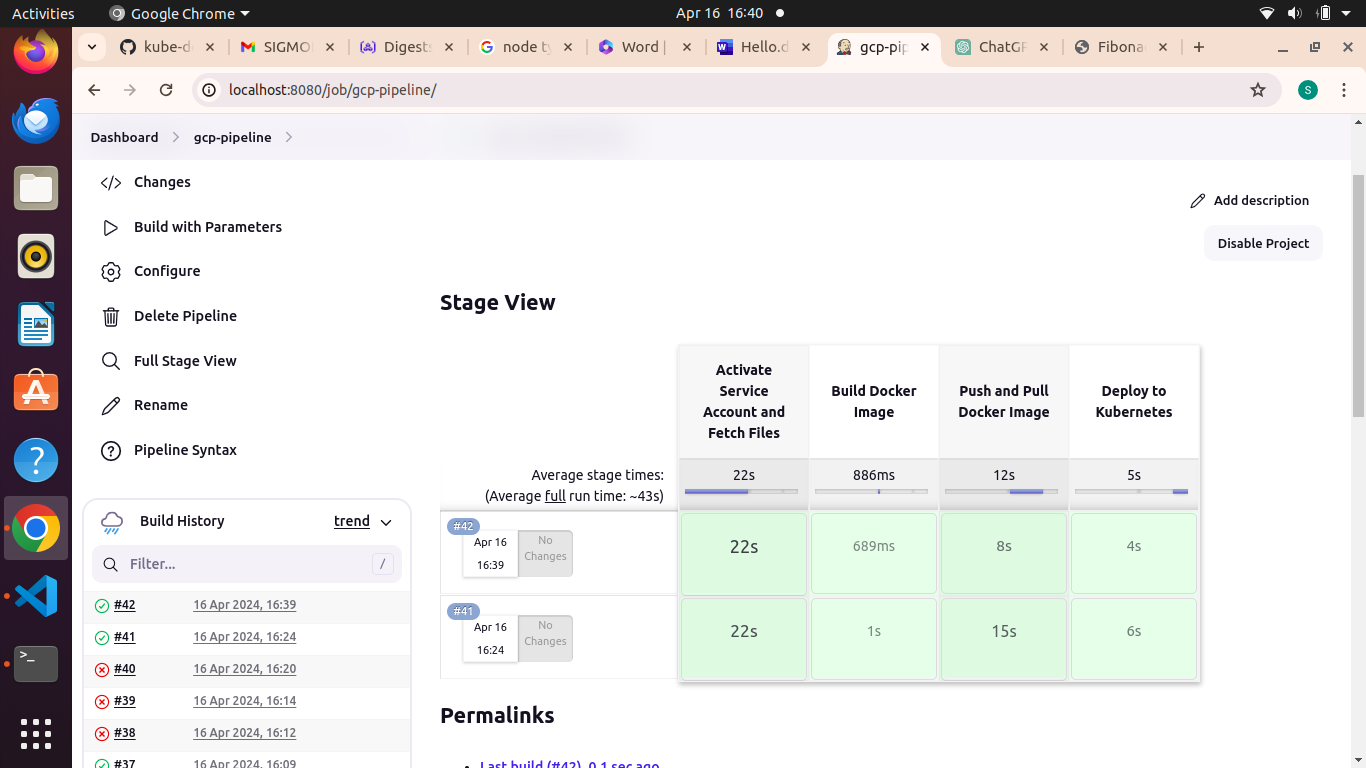 Activities
Google Chrome
Apr 16 16:40
kube-d
SIGMO
Digests
node ty
Word |
Hello.d
gcp-pip
ChatGP
Fibona
localhost:8080/job/gcp-pipeline/
S
Dashboard
gcp-pipeline
Changes
Build with Parameters
Configure
Delete Pipeline
Full Stage View
Rename
Pipeline Syntax
Build History
trend
Filter...
/
#42
16 Apr 2024, 16:39
#41
16 Apr 2024, 16:24
#40
16 Apr 2024, 16:20
#39
16 Apr 2024, 16:14
#38
16 Apr 2024, 16:12
#37
16 Apr 2024, 16:09
Add description
Disable Project
Stage View
Activate
Service
Account and
Fetch Files
Build Docker
Image
Push and Pull
Docker Image
Deploy to
Kubernetes
Average stage times:
(Average full run time: ~43s)
22s
886ms
12s
5s
#42
Apr 16
16:39
No
Changes
22s
689ms
8s
4s
#41
Apr 16
16:24
No
Changes
22s
1s
15s
6s
Permalinks
Last build (#42), 0.1 sec ago